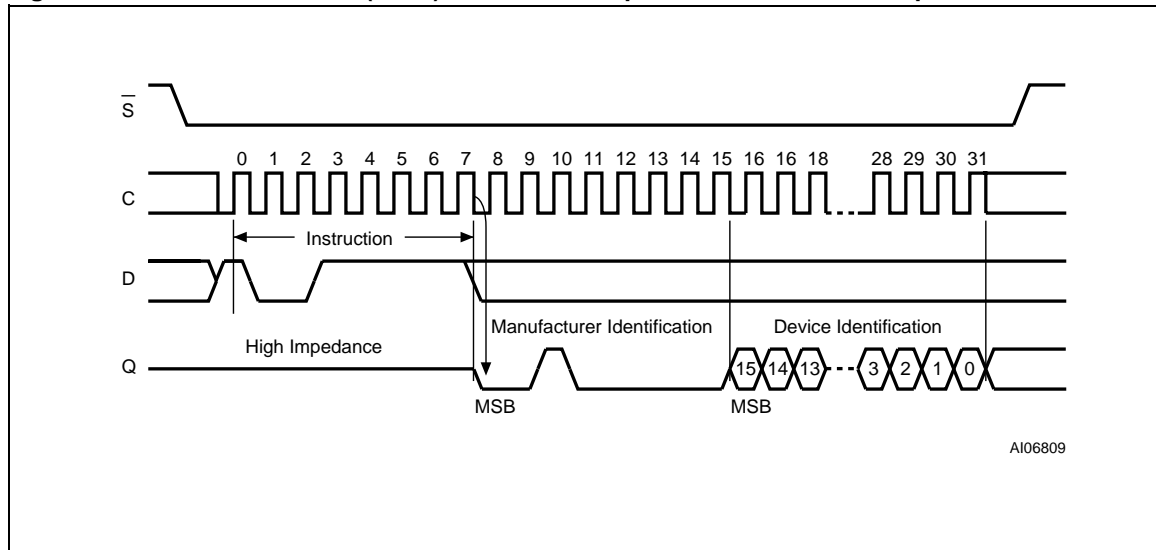 S
0 1 2 3 4 5 6 7 8 9 10 11 12 13 14 15 16 16 18 28 29 30 31
C
Instruction
D
Manufacturer Identification Device Identification
High Impedance
Q
15 14 13 3 2 1 0
MSB MSB
AI06809